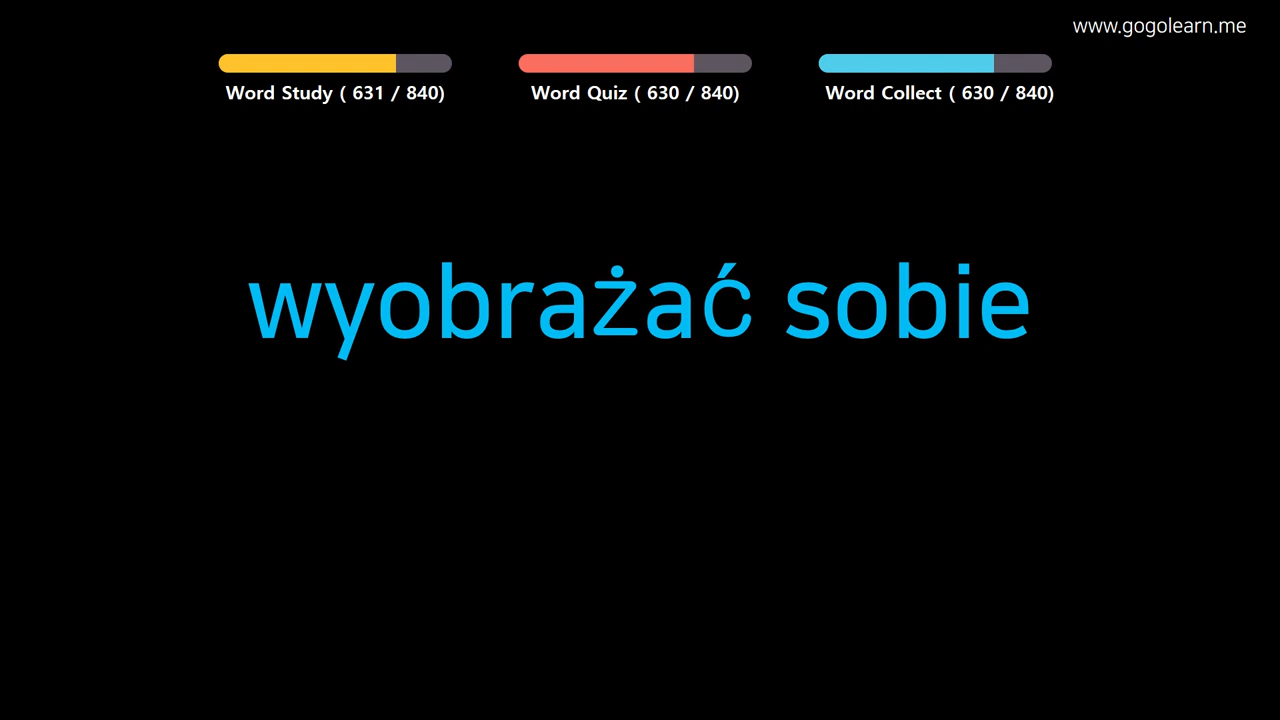 www.gogolearn.me
Word Study ( 631 / 840)
Word Quiz ( 630 / 840)
Word Collect ( 630 / 840)
wyobrażać sobie